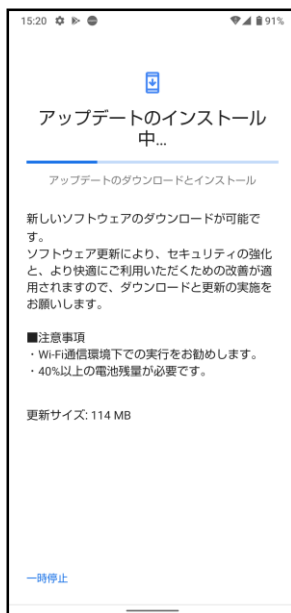 15:20 91%
アップデートのインストール
中...
アップデートのダウンロードとインストール
新しいソフトウェアのダウンロードが可能で
す。
ソフトウェア更新により、セキュリティの強化
と、より快適にご利用いただくための改善が適
用されますので、ダウンロードと更新の実施を
お願いします。
■注意事項
・Wi-Fi通信環境下での実行をお勧めします。
・40%以上の電池残量が必要です。
更新サイズ: 114 MB
一時停止